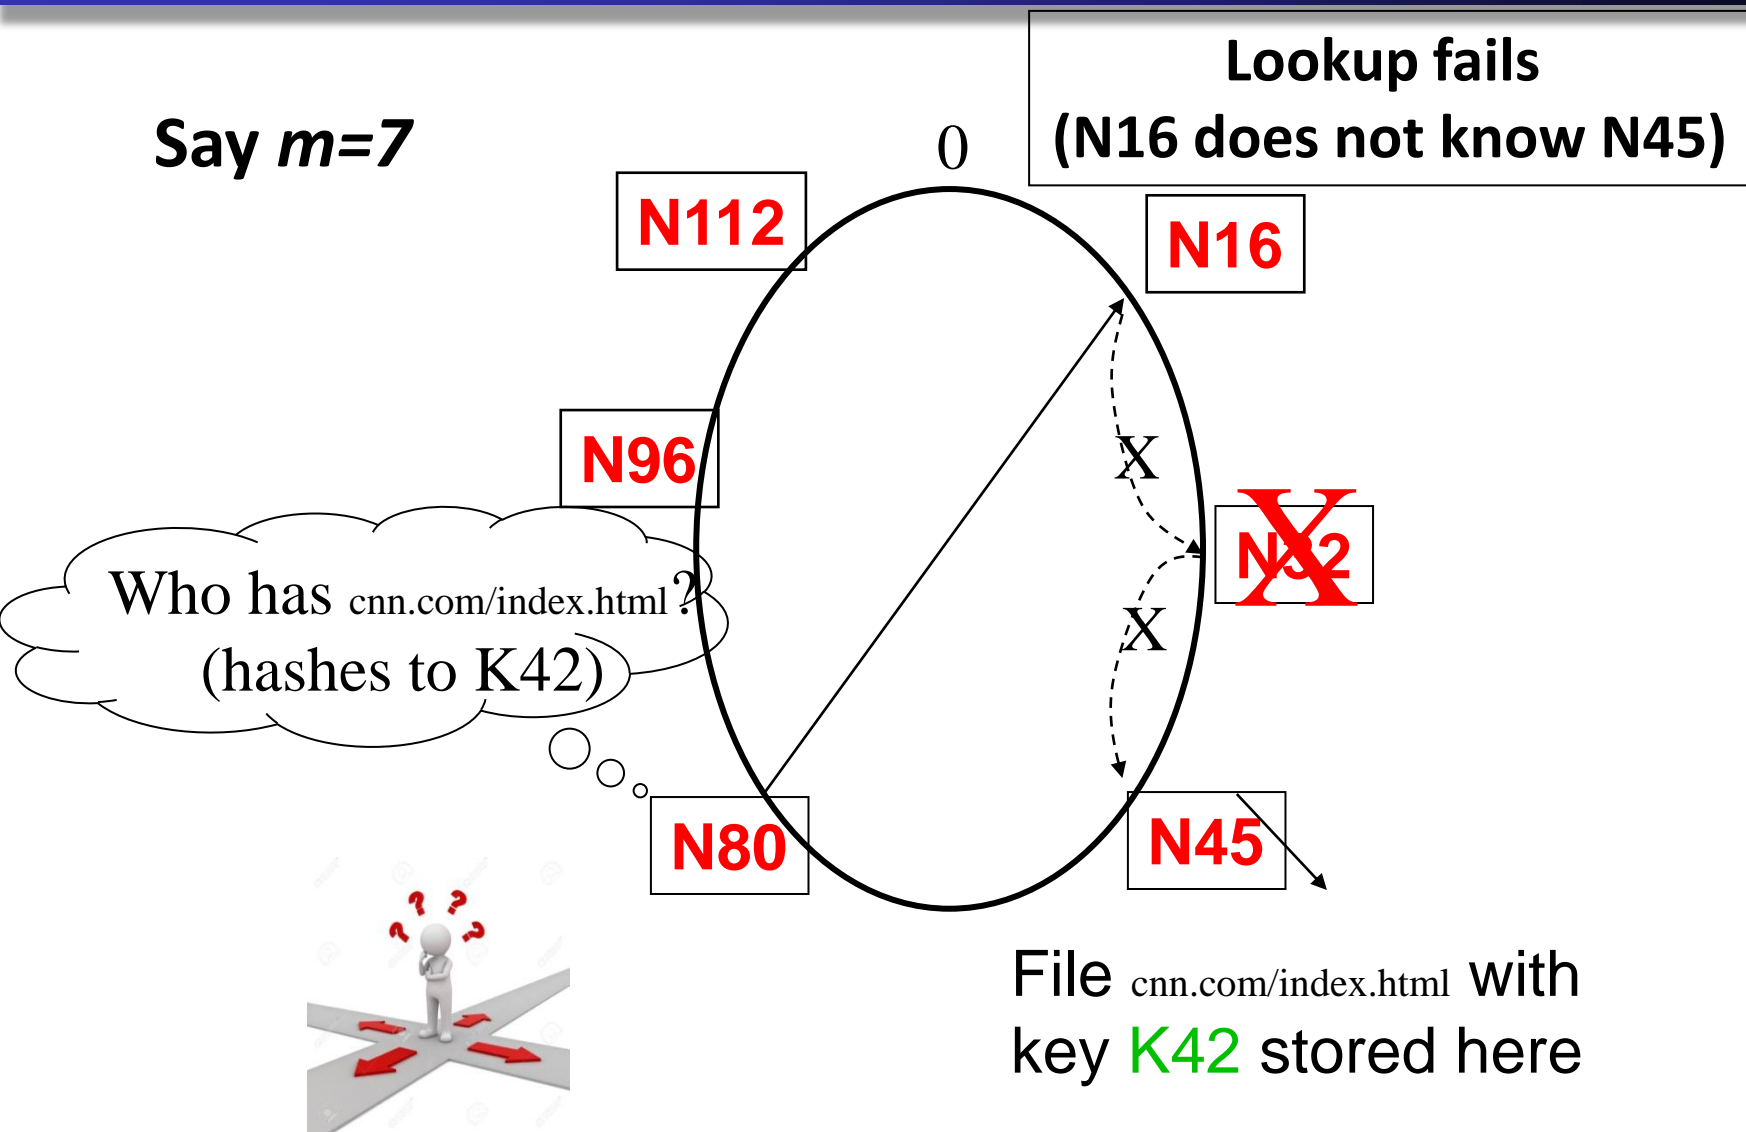 Lookup fails
(N16 does not know N45)
Say m=7
0
N112
N16
N96
X
N32
X
Who has cnn.com/index.html?
(hashes to K42)
X
N80
N45
? ? ? ?
File cnn.com/index.html with
key K42 stored here